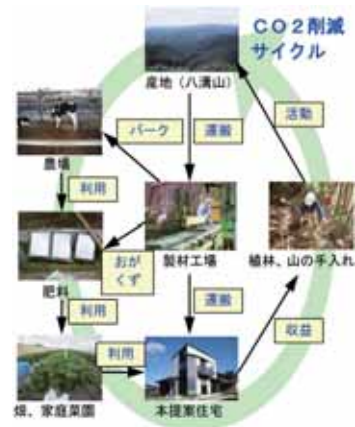 CO2削減
サイクル
産地（八溝山）
バーク
運搬
活動
農場
利用
製材工場
植林、山の手入れ
おが
くず
肥料
利用
運搬
収益
利用
畑、家庭菜園
本提案住宅